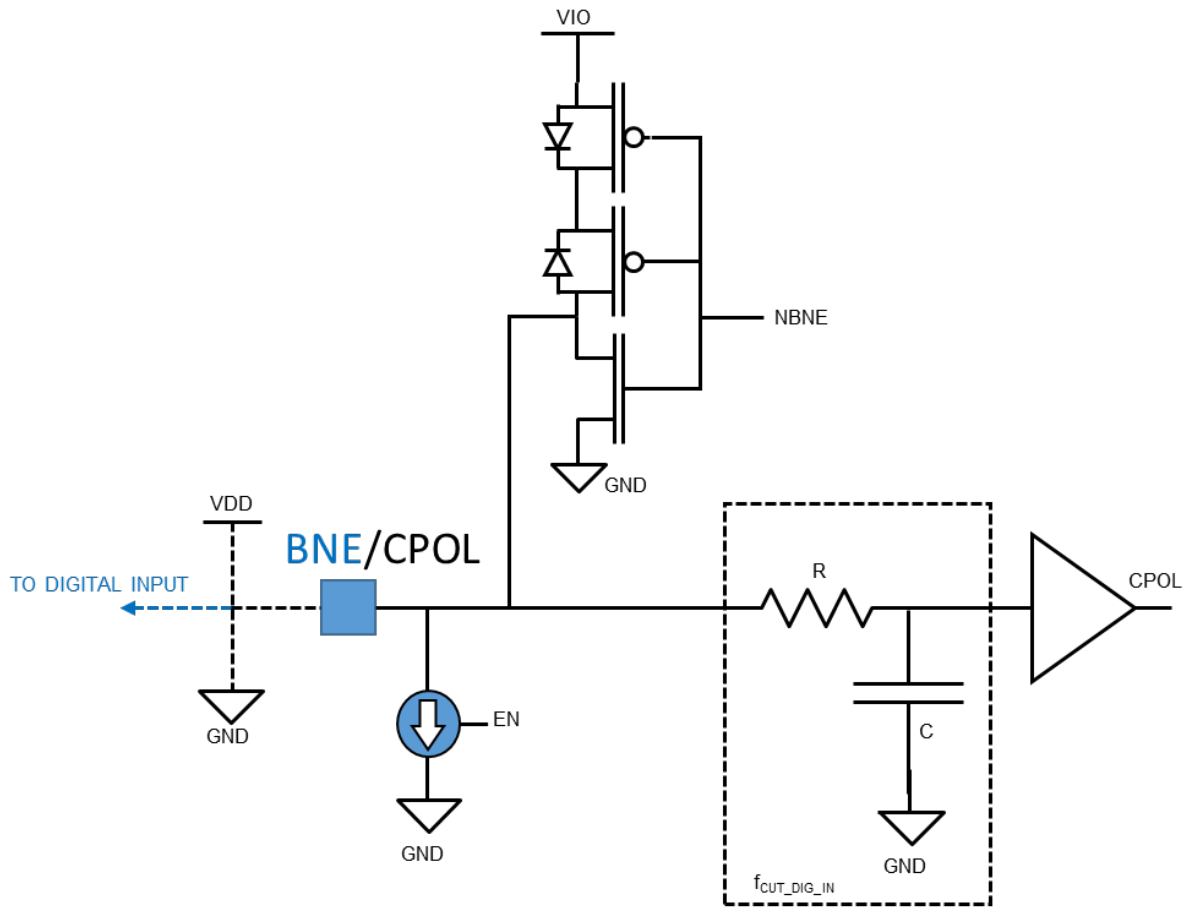 VIO
NBNE
GND
VDD
BNE/CPOL
TO DIGITAL INPUT
R
CPOL
GND
EN
C
GND
GND
fCUT_DIG_IN